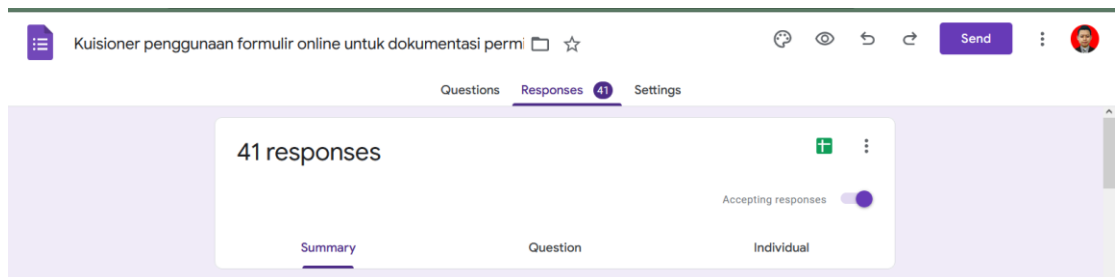 Kuisioner penggunaan formulir online untuk dokumentasi permi
Send
Questions Responses 41 Settings
41 responses
Accepting responses
Summary Question Individual